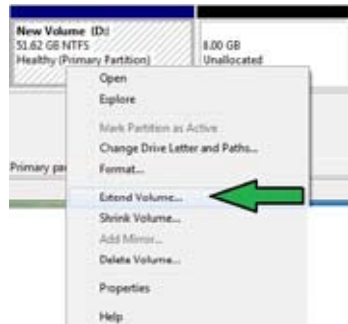 New Volume (D:)
51.62 GB NTFS
Healthy (Primary Partition)
8.00 GB
Unallocated
Open
Explore
Mark Partition as Active
Change Drive Letter and Paths...
Format...
Primary pa
Extend Volume...
Shrink Volume...
Add Mirror...
Delete Volume...
Properties
Help